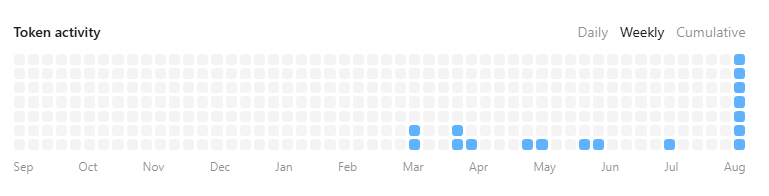 Token activity Daily Weekly Cumulative
Sep Oct Nov Dec Jan Feb Mar Apr May Jun Jul Aug